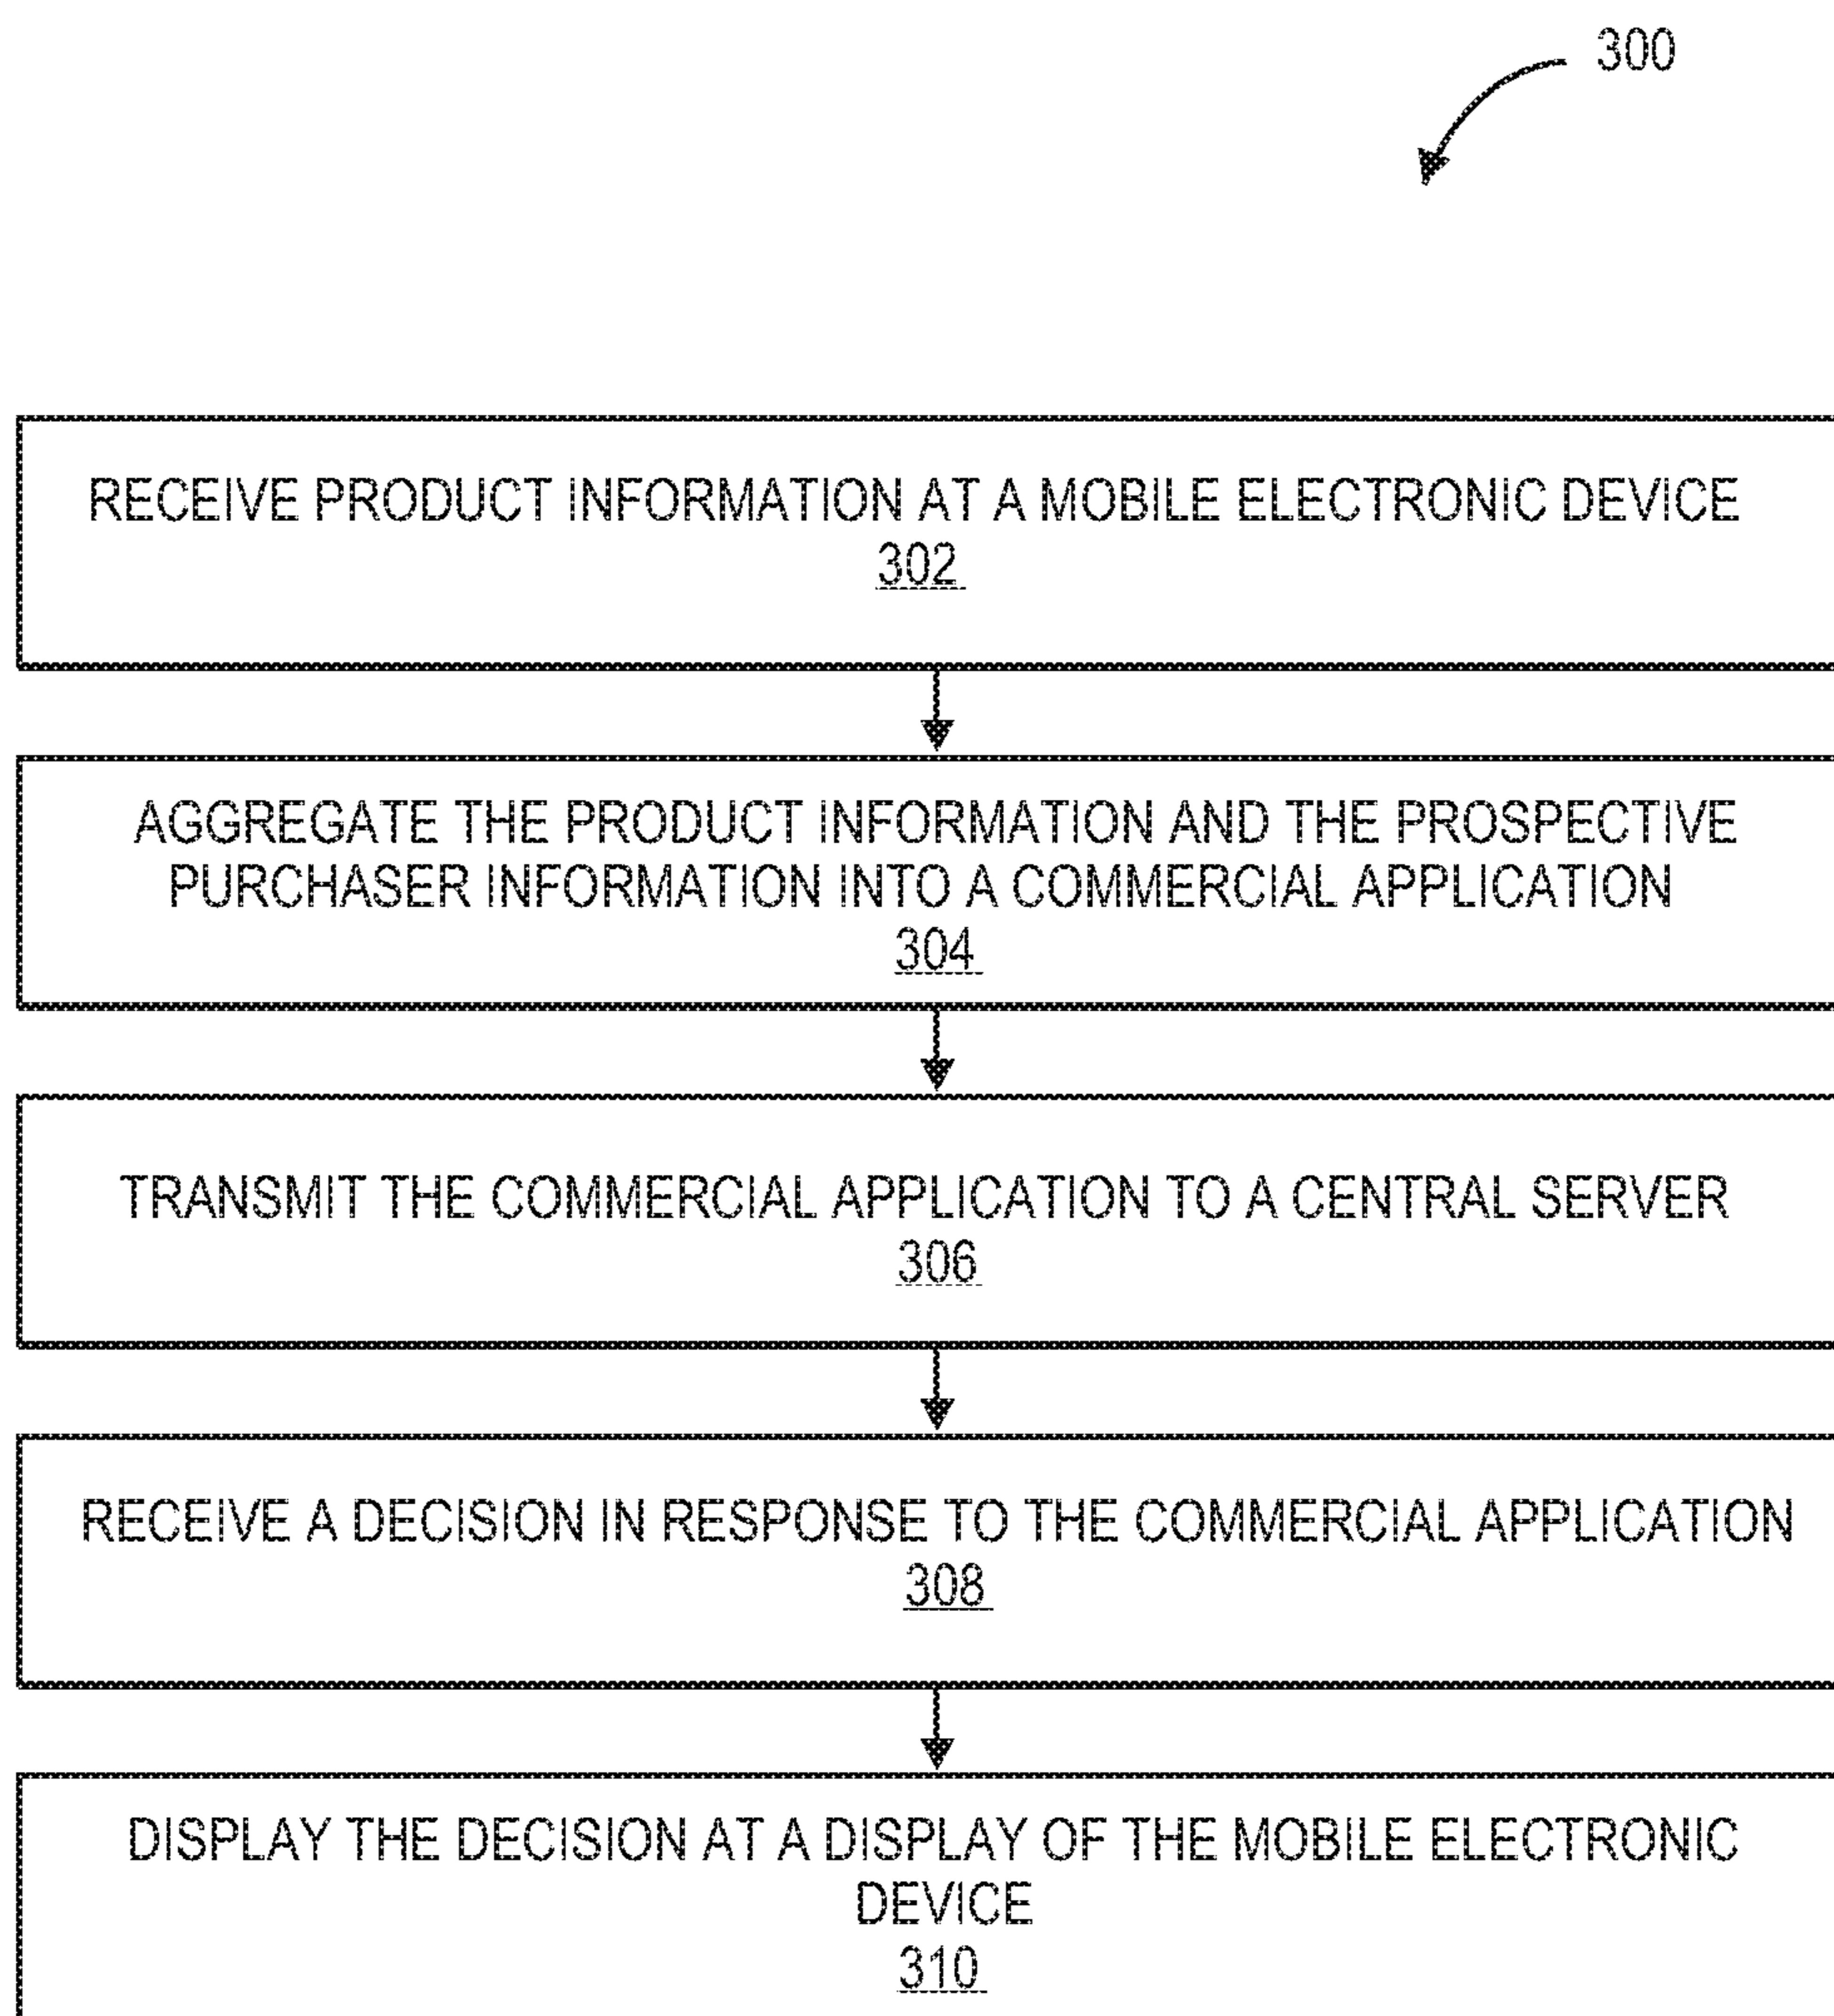 300
RECEIVE PRODUCT INFORMATION AT A MOBILE ELECTRONIC DEVICE
302
AGGREGATE THE PRODUCT INFORMATION AND THE PROSPECTIVE
PURCHASER INFORMATION INTO A COMMERCIAL APPLICATION
304
TRANSMIT THE COMMERCIAL APPLICATION TO A CENTRAL SERVER
306
RECEIVE A DECISION IN RESPONSE TO THE COMMERCIAL APPLICATION
308
DISPLAY THE DECISION AT A DISPLAY OF THE MOBILE ELECTRONIC
DEVICE
310